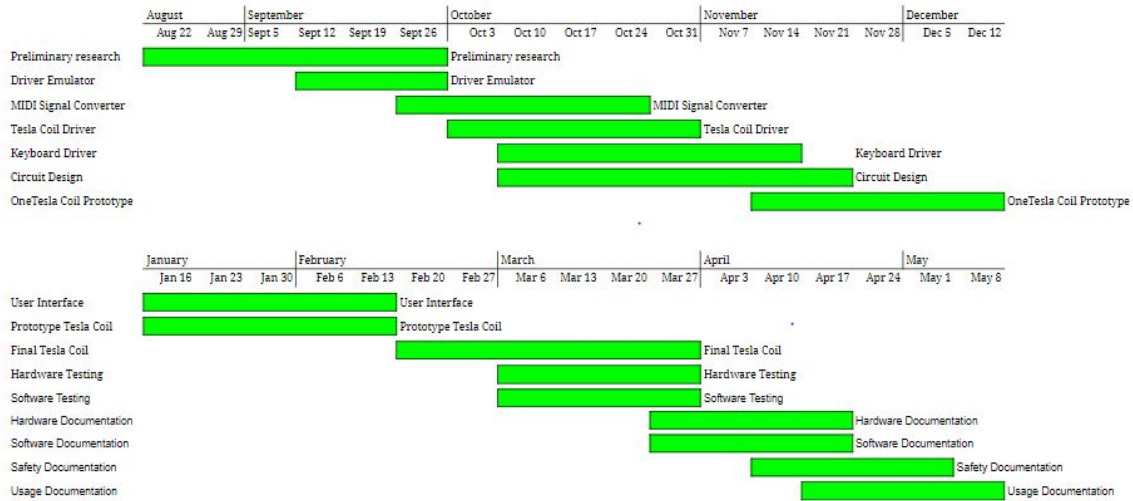 August September October November December
Aug 22 Aug 29 Sept 5 Sept 12 Sept 19 Sept 26 Oct 3 Oct 10 Oct 17 Oct 24 Oct 31 Nov 7 Nov 14 Nov 21 Nov 28 Dec 5 Dec 12
Preliminary research Preliminary research
Driver Emulator Driver Emulator
MIDI Signal Converter MIDI Signal Converter
Tesla Coil Driver Tesla Coil Driver
Keyboard Driver Keyboard Driver
Circuit Design Circuit Design
OneTesla Coil Prototype OneTesla Coil Prototype
January February March April May
Jan 16 Jan 23 Jan 30 Feb 6 Feb 13 Feb 20 Feb 27 Mar 6 Mar 13 Mar 20 Mar 27 Apr 3 Apr 10 Apr 17 Apr 24 May 1 May 8
User Interface User Interface
Prototype Tesla Coil Prototype Tesla Coil
Final Tesla Coil Final Tesla Coil
Hardware Testing Hardware Testing
Software Testing Software Testing
Hardware Documentation Hardware Documentation
Software Documentation Software Documentation
Safety Documentation Safety Documentation
Usage Documentation Usage Documentation